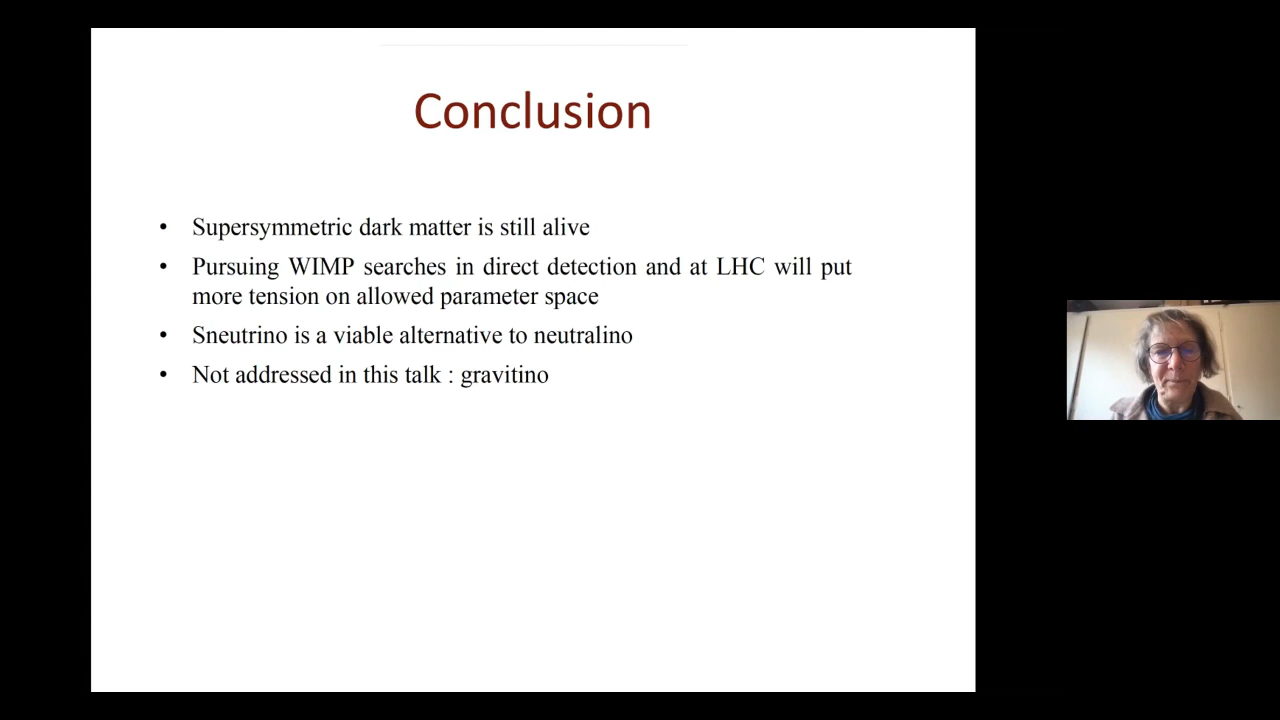 Conclusion
• Supersymmetric dark matter is still alive
• Pursuing WIMP searches in direct detection and at LHC will put
more tension on allowed parameter space
• Sneutrino is a viable alternative to neutralino
• Not addressed in this talk : gravitino